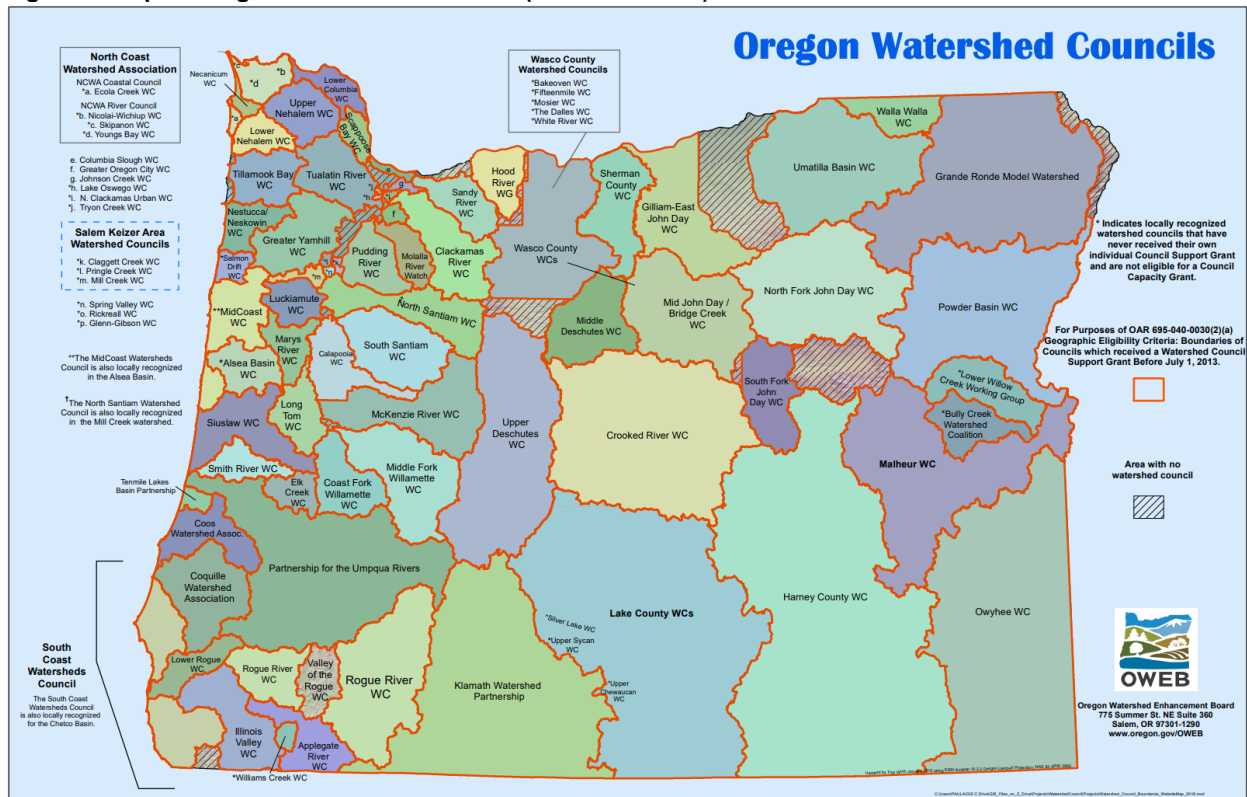 Oregon Watershed Councils
North Coast
Watershed Association
NCWA Coastal Council
*a. Ecola Creek WC
NCWA River Council
*b. Nicolai-Wichiup WC
*c. Skipanon WC
*d. Youngs Bay WC
e. Columbia Slough WC
f. Greater Oregon City WC
g. Johnson Creek WC
*h. Lake Oswego WC
*i. N. Clackamas Urban WC
*j. Tryon Creek WC
Salem Keizer Area
Watershed Councils
*k. Claggett Creek WC
*l. Pringle Creek WC
*m. Mill Creek WC
*n. Spring Valley WC
*o. Rickreall WC
*p. Glenn-Gibson WC
**The MidCoast Watersheds
Council is also locally recognized
in the Alsea Basin.
†The North Santiam Watershed
Council is also locally recognized
in the Mill Creek watershed.
Tenmile Lakes
Basin Partnership
South
Coast
Watersheds
Council
The South Coast
Watersheds Council
is also locally recognized
for the Chetco Basin.
Wasco County
Watershed Councils
*Bakeoven WC
*Fifteenmile WC
*Mosier WC
*The Dalles WC
*White River WC
Necanicum
WC
*c
*b
*d
*a
Lower
Columbia
WC
Upper
Nehalem WC
Scappoose
Bay WC
Lower
Nehalem WC
Tillamook Bay
WC
Tualatin River
WC
e
*j
g
*h
f
Nestucca/
Neskowin
WC
Greater Yamhill
WC
*Salmon
Drift
WC
Pudding
River
WC
Molalla
River
Watch
Clackamas
River
WC
Sandy
River
WC
Hood
River
WG
Wasco County
WCs
Sherman
County
WC
Gilliam-East
John Day
WC
Umatilla Basin WC
Walla Walla
WC
Grande Ronde Model Watershed
*m
**MidCoast
WC
Luckiamute
WC
†North Santiam WC
Marys
River
WC
Calapooia
WC
South Santiam
WC
*Alsea Basin
WC
Long
Tom
WC
McKenzie River WC
Siuslaw WC
Smith River WC
Elk
Creek
WC
Coast Fork
Willamette
WC
Middle Fork
Willamette
WC
Upper
Deschutes
WC
Middle
Deschutes WC
Mid John Day /
Bridge Creek
WC
North Fork John Day WC
South Fork
John
Day WC
Powder Basin WC
*Lower Willow
Creek Working Group
*Bully Creek
Watershed
Coalition
Malheur WC
Crooked River WC
Coos
Watershed Assoc.
Coquille
Watershed
Association
Partnership for the Umpqua Rivers
Lower Rogue
WC
Rogue River
WC
Valley
of the
Rogue
WC
Rogue River
WC
Illinois
Valley
WC
Applegate
River
WC
*Williams Creek WC
Klamath Watershed
Partnership
Lake County WCs
*Silver Lake WC
*Upper Sycan
WC
*Upper
Chewaucan
WC
Harney County WC
Owyhee WC
* Indicates locally recognized
watershed councils that have
never received their own
individual Council Support Grant
and are not eligible for a Council
Capacity Grant.
For Purposes of OAR 695-040-0030(2)(a)
Geographic Eligibility Criteria: Boundaries of
Councils which received a Watershed Council
Support Grant Before July 1, 2013.
Area with no
watershed council
OWEB
Oregon Watershed Enhancement Board
775 Summer St. NE Suite 360
Salem, OR 97301-1290
www.oregon.gov/OWEB